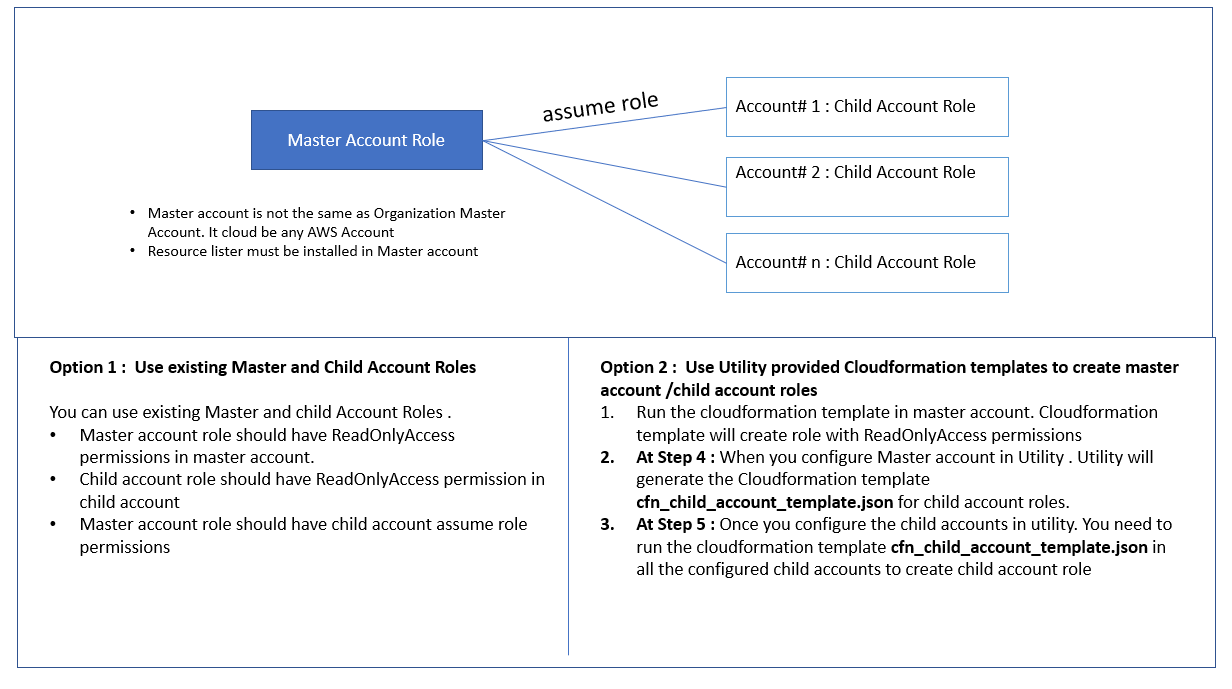 assume role
Master Account Role
Account# 1 : Child Account Role
Account# 2 : Child Account Role
Account# n : Child Account Role
• Master account is not the same as Organization Master
Account. It cloud be any AWS Account
• Resource lister must be installed in Master account
Option 1 : Use existing Master and Child Account Roles
You can use existing Master and child Account Roles .
• Master account role should have ReadOnlyAccess
permissions in master account.
• Child account role should have ReadOnlyAccess permission in
child account
• Master account role should have child account assume role
permissions
Option 2 : Use Utility provided Cloudformation templates to create master
account /child account roles
1. Run the cloudformation template in master account. Cloudformation
template will create role with ReadOnlyAccess permissions
2. At Step 4 : When you configure Master account in Utility . Utility will
generate the Cloudformation template
cfn_child_account_template.json for child account roles.
3. At Step 5 : Once you configure the child accounts in utility. You need to
run the cloudformation template cfn_child_account_template.json in
all the configured child accounts to create child account role